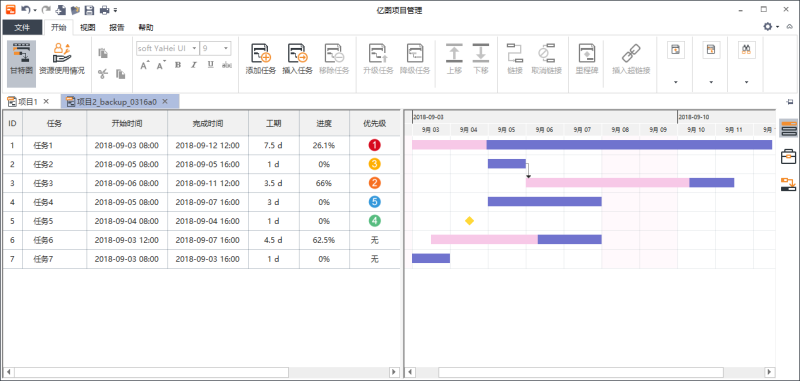 亿图项目管理
文件 开始 视图 报告 帮助
soft YaHei UI 9
甘特图 资源使用情况 B I U abc 添加任务 插入任务 移除任务 升级任务 降级任务 上移 下移 链接 取消链接 里程碑 插入超链接
项目1 项目2_backup_0316a0
ID 任务 开始时间 完成时间 工期 进度 优先级 2018-09-03 2018-09-10
9月 03 9月 04 9月 05 9月 06 9月 07 9月 08 9月 09 9月 10 9月 11 9月 1
1 任务1 2018-09-03 08:00 2018-09-12 12:00 7.5 d 26.1% 1
2 任务2 2018-09-05 08:00 2018-09-05 16:00 1 d 0% 3
3 任务3 2018-09-06 08:00 2018-09-11 12:00 3.5 d 66% 2
4 任务4 2018-09-05 08:00 2018-09-07 16:00 3 d 0% 5
5 任务5 2018-09-04 08:00 2018-09-04 16:00 1 d 0% 4
6 任务6 2018-09-03 12:00 2018-09-07 16:00 4.5 d 62.5% 无
7 任务7 2018-09-03 08:00 2018-09-03 16:00 1 d 0% 无